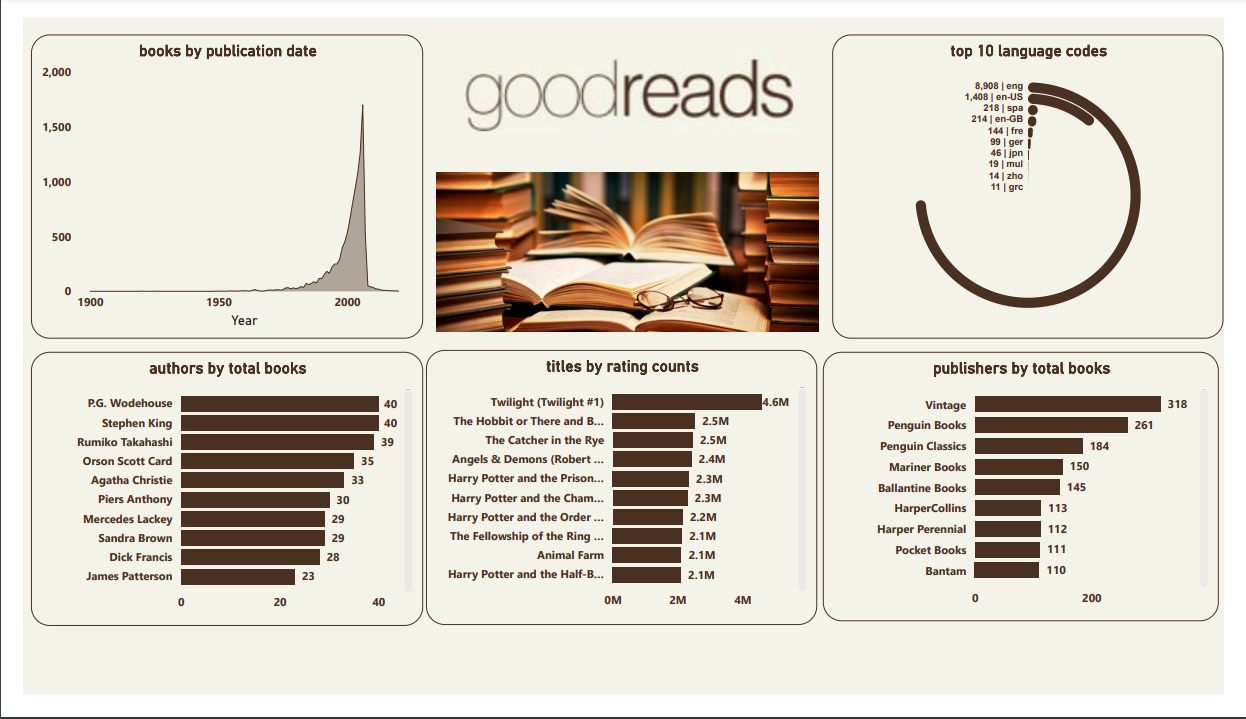 books by publication date
2,000
1,500
1,000
500
0
1900 1950 2000
Year
goodreads
top 10 language codes
8,908 | eng
1,408 | en-US
218 | spa
214 | en-GB
144 | fre
99 | ger
46 | jpn
19 | mul
14 | zho
11 | grc
authors by total books
P.G. Wodehouse 40
Stephen King 40
Rumiko Takahashi 39
Orson Scott Card 35
Agatha Christie 33
Piers Anthony 30
Mercedes Lackey 29
Sandra Brown 29
Dick Francis 28
James Patterson 23
0 20 40
titles by rating counts
Twilight (Twilight #1) 4.6M
The Hobbit or There and B... 2.5M
The Catcher in the Rye 2.5M
Angels & Demons (Robert ... 2.4M
Harry Potter and the Prison... 2.3M
Harry Potter and the Cham... 2.3M
Harry Potter and the Order ... 2.2M
The Fellowship of the Ring ... 2.1M
Animal Farm 2.1M
Harry Potter and the Half-B... 2.1M
0M 2M 4M
publishers by total books
Vintage 318
Penguin Books 261
Penguin Classics 184
Mariner Books 150
Ballantine Books 145
HarperCollins 113
Harper Perennial 112
Pocket Books 111
Bantam 110
0 200